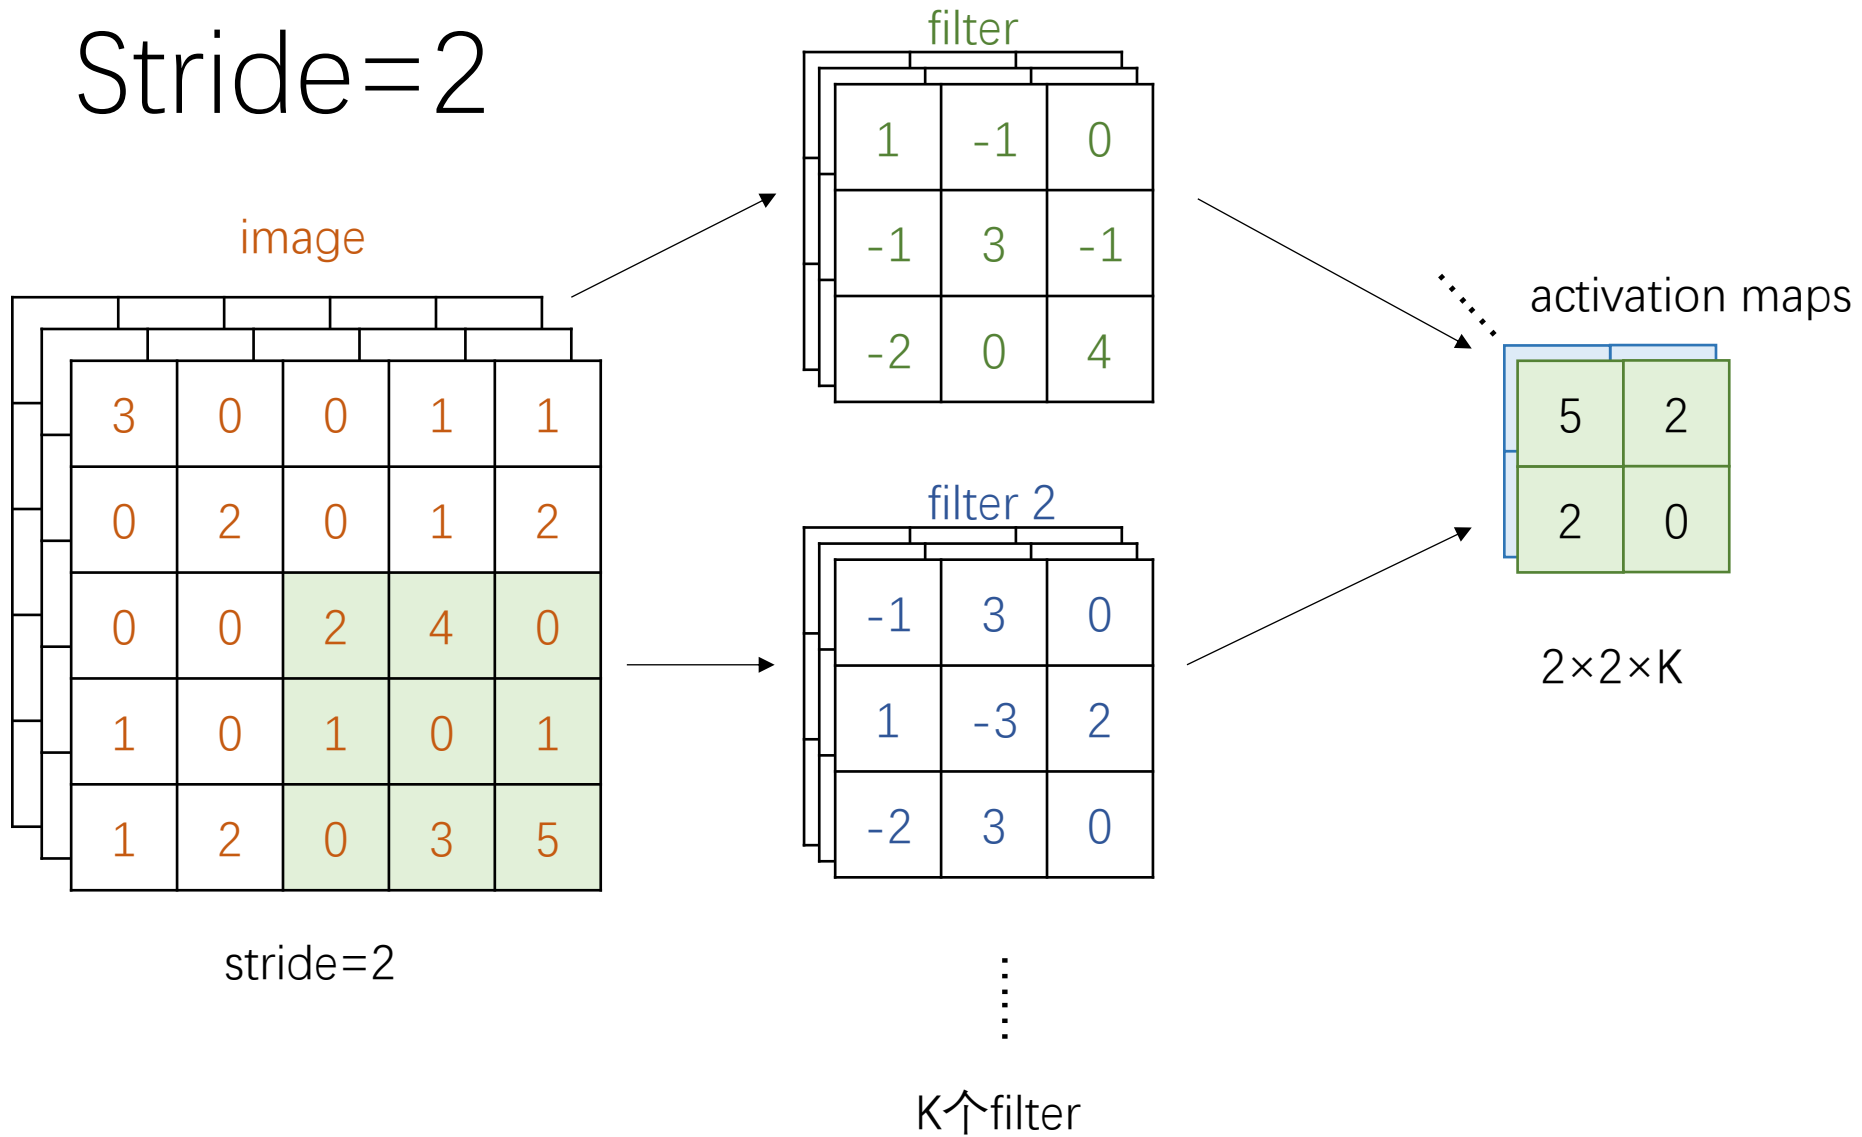 Stride=2
image
3 0 0 1 1
0 2 0 1 2
0 0 2 4 0
1 0 1 0 1
1 2 0 3 5
stride=2
filter
1 -1 0
-1 3 -1
-2 0 4
filter 2
-1 3 0
1 -3 2
-2 3 0
K个filter
activation maps
5 2
2 0
2×2×K